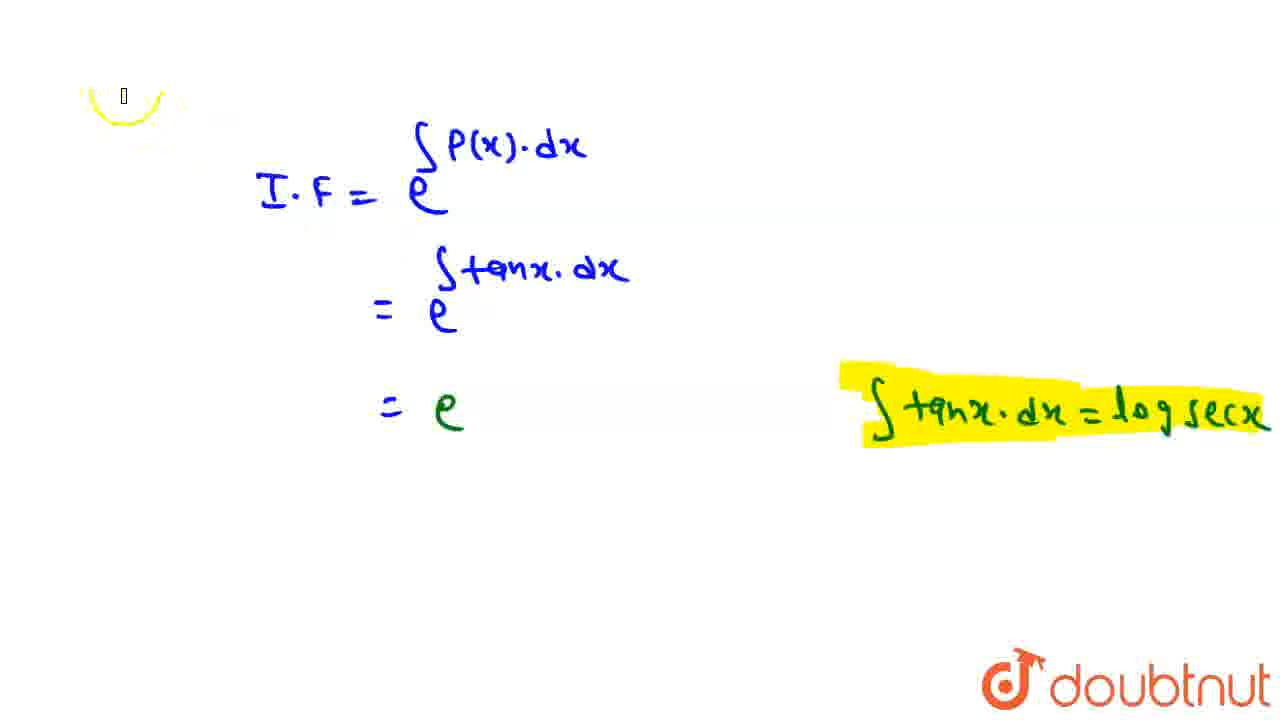 I.F = e^∫P(x).dx
= e^∫tanx.dx
= e
∫tanx.dx = log secx
doubtnut